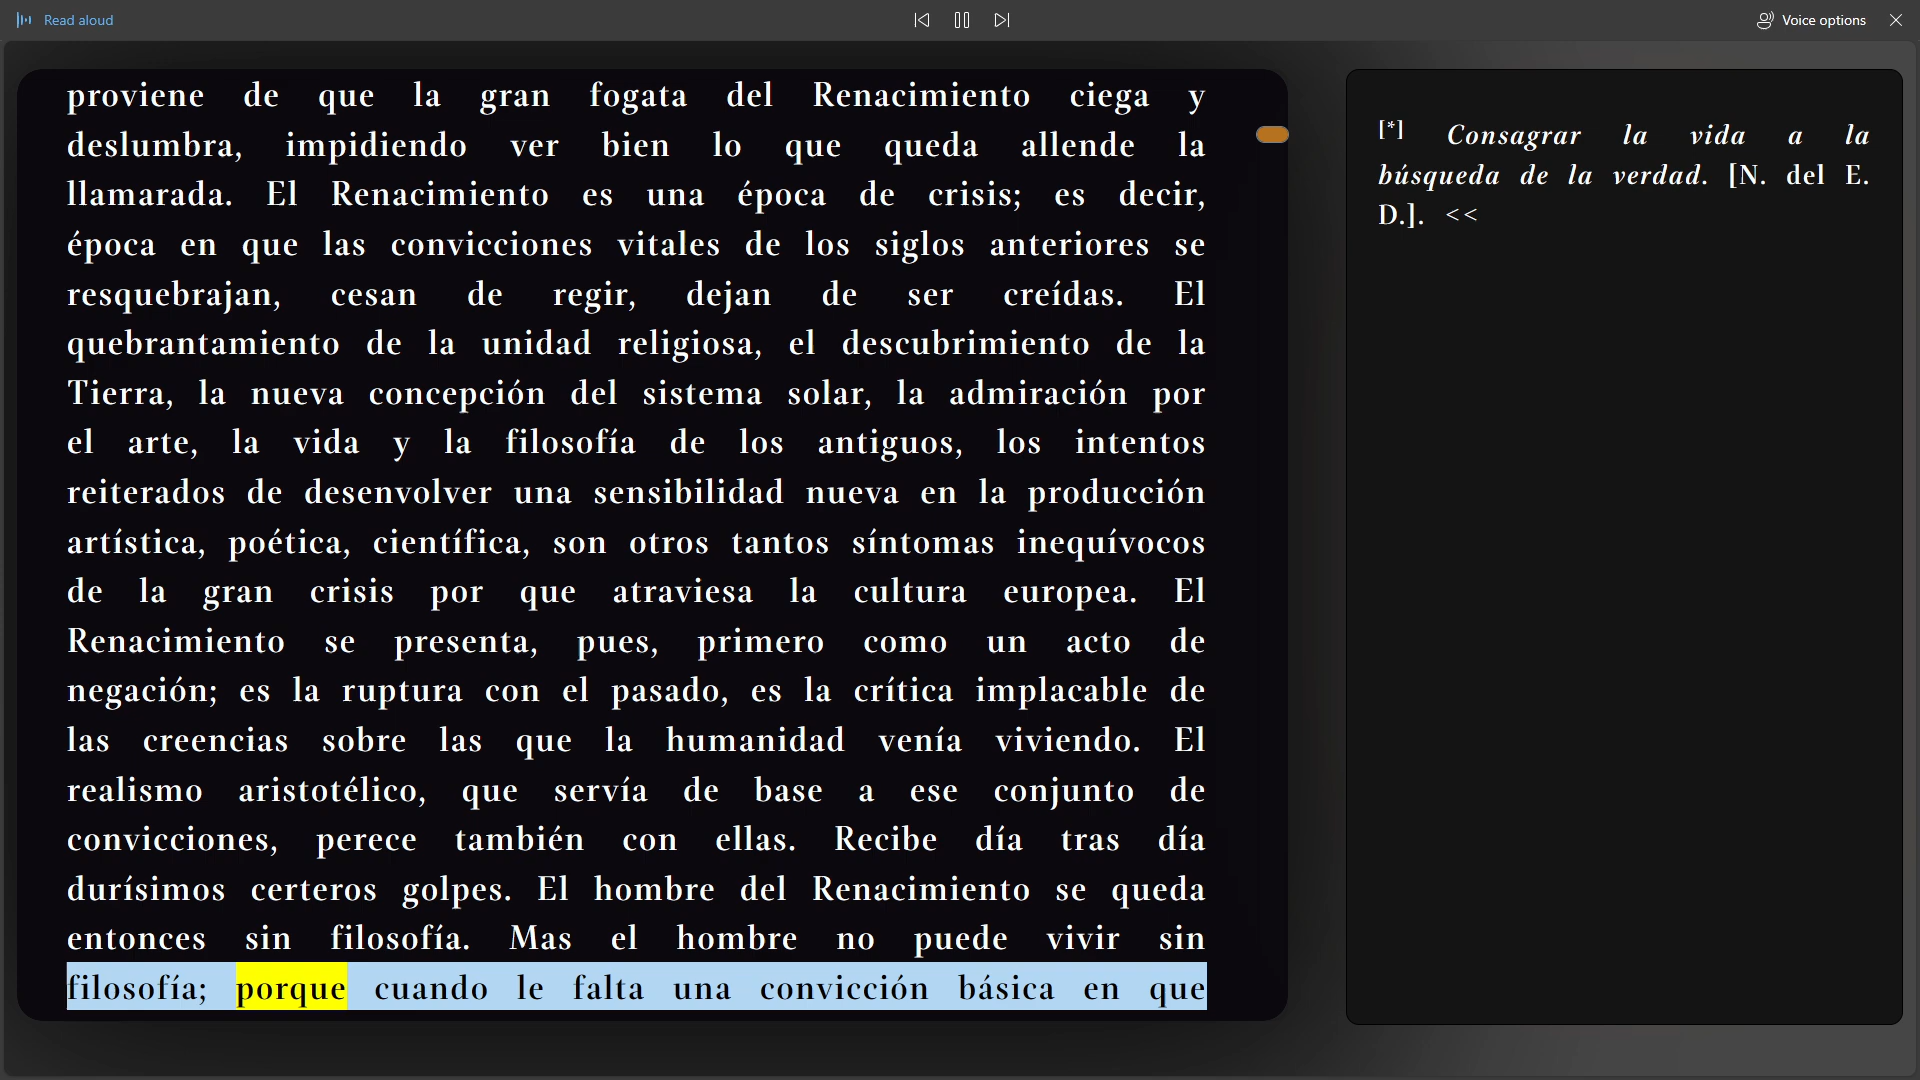 Read aloud
Voice options
proviene de que la gran fogata del Renacimiento ciega y
deslumbra, impidiendo ver bien lo que queda allende la
llamarada. El Renacimiento es una época de crisis; es decir,
época en que las convicciones vitales de los siglos anteriores se
resquebrajan, cesan de regir, dejan de ser creídas. El
quebrantamiento de la unidad religiosa, el descubrimiento de la
Tierra, la nueva concepción del sistema solar, la admiración por
el arte, la vida y la filosofía de los antiguos, los intentos
reiterados de desenvolver una sensibilidad nueva en la producción
artística, poética, científica, son otros tantos síntomas inequívocos
de la gran crisis por que atraviesa la cultura europea. El
Renacimiento se presenta, pues, primero como un acto de
negación; es la ruptura con el pasado, es la crítica implacable de
las creencias sobre las que la humanidad venía viviendo. El
realismo aristotélico, que servía de base a ese conjunto de
convicciones, perece también con ellas. Recibe día tras día
durísimos certeros golpes. El hombre del Renacimiento se queda
entonces sin filosofía. Mas el hombre no puede vivir sin
filosofía; porque cuando le falta una convicción básica en que
[*] Consagrar la vida a la
búsqueda de la verdad. [N. del E.
D.]. <<